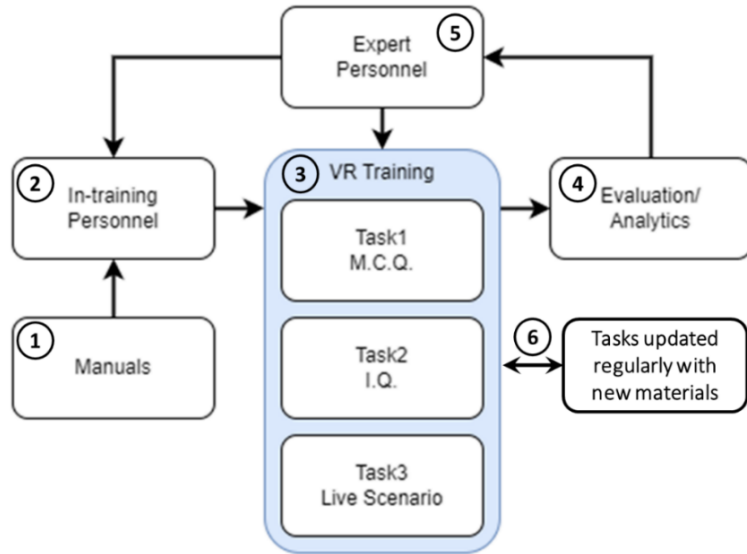 5
Expert
Personnel
2
In-training
Personnel
3
VR Training
4
Evaluation/
Analytics
Task1
M.C.Q.
1
Manuals
Task2
I.Q.
6
Tasks updated
regularly with
new materials
Task3
Live Scenario